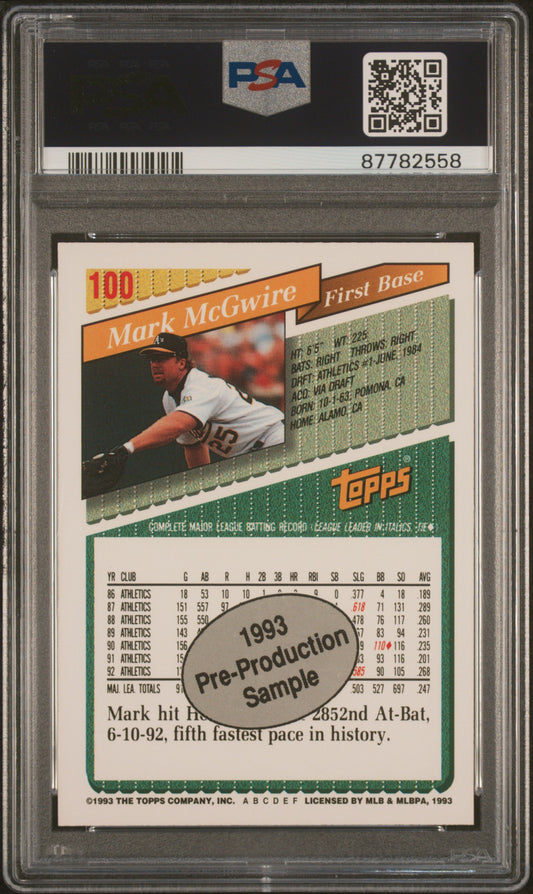 PSA
87782558
100
Mark McGwire
First Base
HT: 6'5" WT: 225
BATS: RIGHT THROWS: RIGHT
DRFT: ATHLETICS #1-JUNE, 1984
ACQ: VIA DRAFT
BORN: 10-1-63, POMONA, CA
HOME: ALAMO, CA
25
TOPPS
COMPLETE MAJOR LEAGUE BATTING RECORD (LEAGUE LEADER IN ITALICS, TIE♦)
YR CLUB G AB R H 2B 3B HR RBI SB SLG BB SO AVG
86 ATHLETICS 18 53 10 10 .377 4 18 .189
87 ATHLETICS 151 557 97 .618 71 131 .289
88 ATHLETICS 155 550 76 117 .260
89 ATHLETICS 143 83 94 .231
90 ATHLETICS 156 110♦ 116 .235
91 ATHLETICS 93 116 .201
92 ATHLETICS .585 90 105 .268
MAJ. LEA. TOTALS .503 527 697 .247
1993
Pre-Production
Sample
Mark hit 2852nd At-Bat,
6-10-92, fifth fastest pace in history.
©1993 THE TOPPS COMPANY, INC. A B C D E F LICENSED BY MLB & MLBPA, 1993